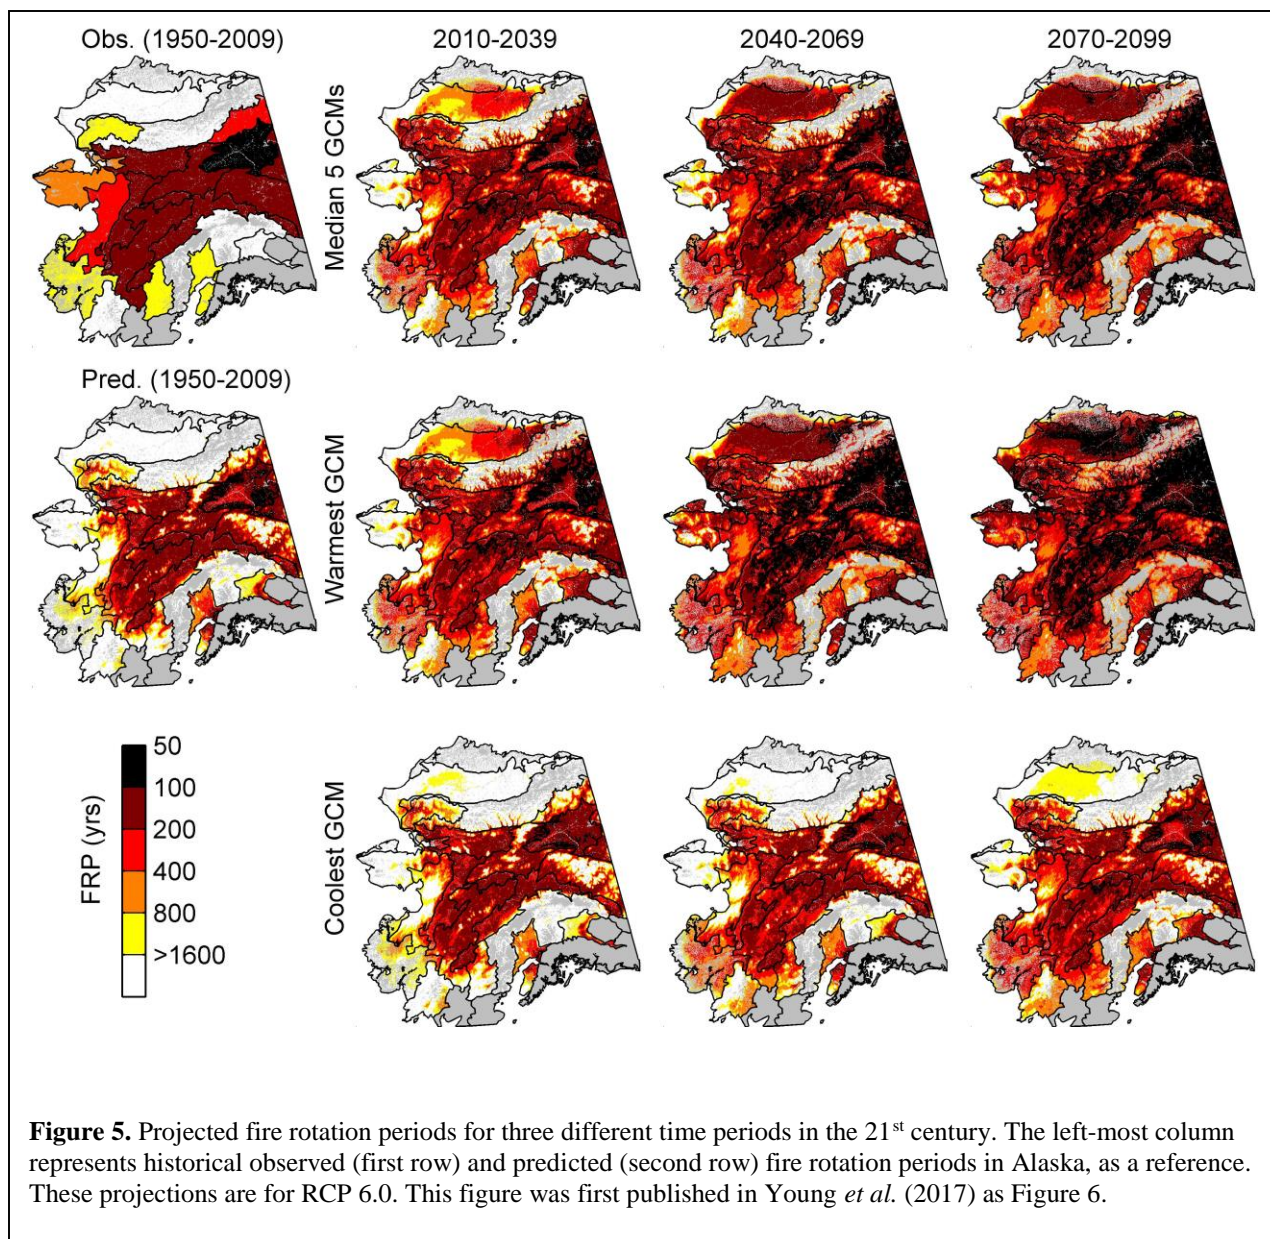 Obs. (1950-2009)
2010-2039
2040-2069
2070-2099
Median 5 GCMs
Pred. (1950-2009)
Warmest GCM
Coolest GCM
FRP (yrs)
50
100
200
400
800
>1600
Figure 5. Projected fire rotation periods for three different time periods in the 21st century. The left-most column
represents historical observed (first row) and predicted (second row) fire rotation periods in Alaska, as a reference.
These projections are for RCP 6.0. This figure was first published in Young et al. (2017) as Figure 6.